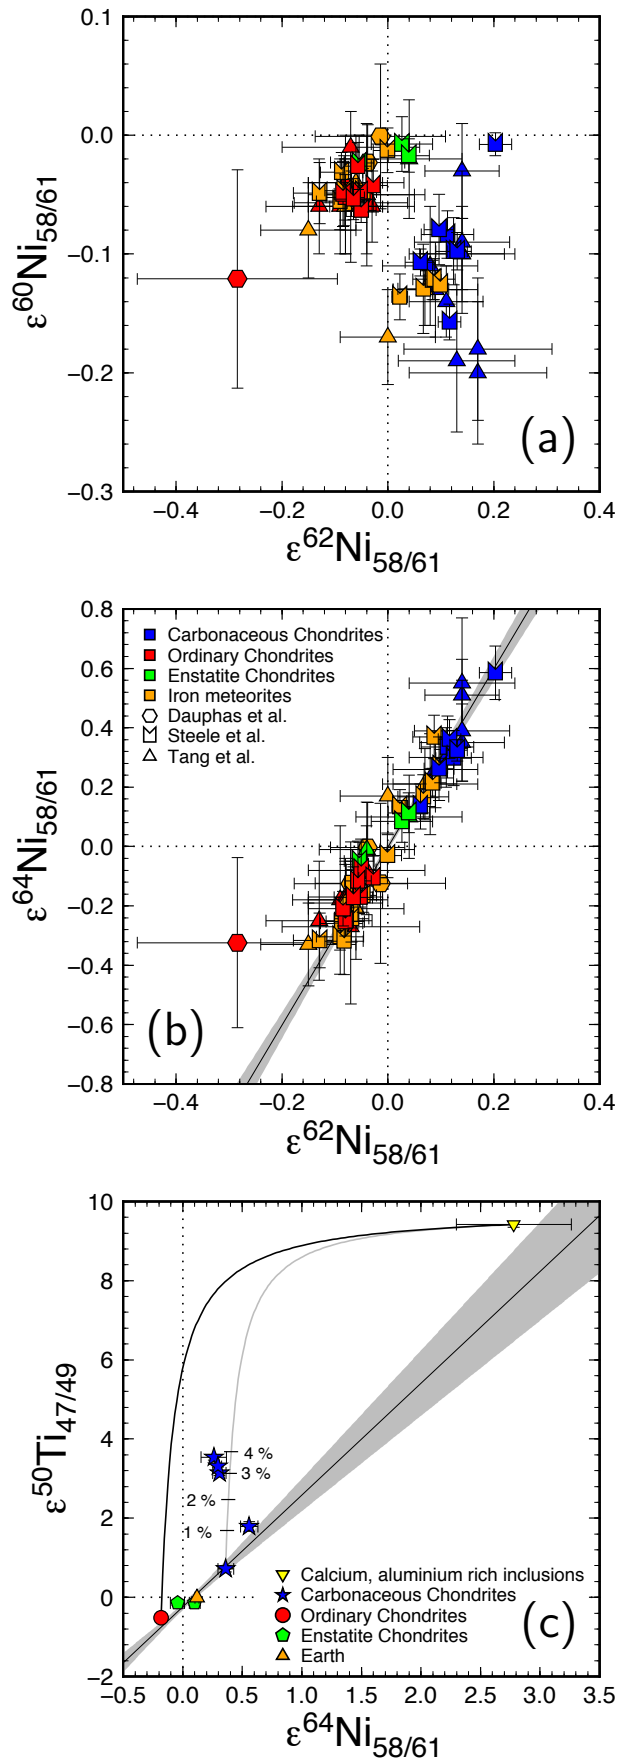 0.1
0.0
−0.1
−0.2
−0.3
ε⁶⁰Ni₅₈/₆₁
(a)
−0.4 −0.2 0.0 0.2 0.4
ε⁶²Ni₅₈/₆₁
0.8
0.6
0.4
0.2
0.0
−0.2
−0.4
−0.6
−0.8
ε⁶⁴Ni₅₈/₆₁
Carbonaceous Chondrites
Ordinary Chondrites
Enstatite Chondrites
Iron meteorites
Dauphas et al.
Steele et al.
Tang et al.
(b)
−0.4 −0.2 0.0 0.2 0.4
ε⁶²Ni₅₈/₆₁
10
8
6
4
2
0
−2
ε⁵⁰Ti₄₇/₄₉
4 %
3 %
2 %
1 %
Calcium, aluminium rich inclusions
Carbonaceous Chondrites
Ordinary Chondrites
Enstatite Chondrites
Earth
(c)
−0.5 0.0 0.5 1.0 1.5 2.0 2.5 3.0 3.5
ε⁶⁴Ni₅₈/₆₁